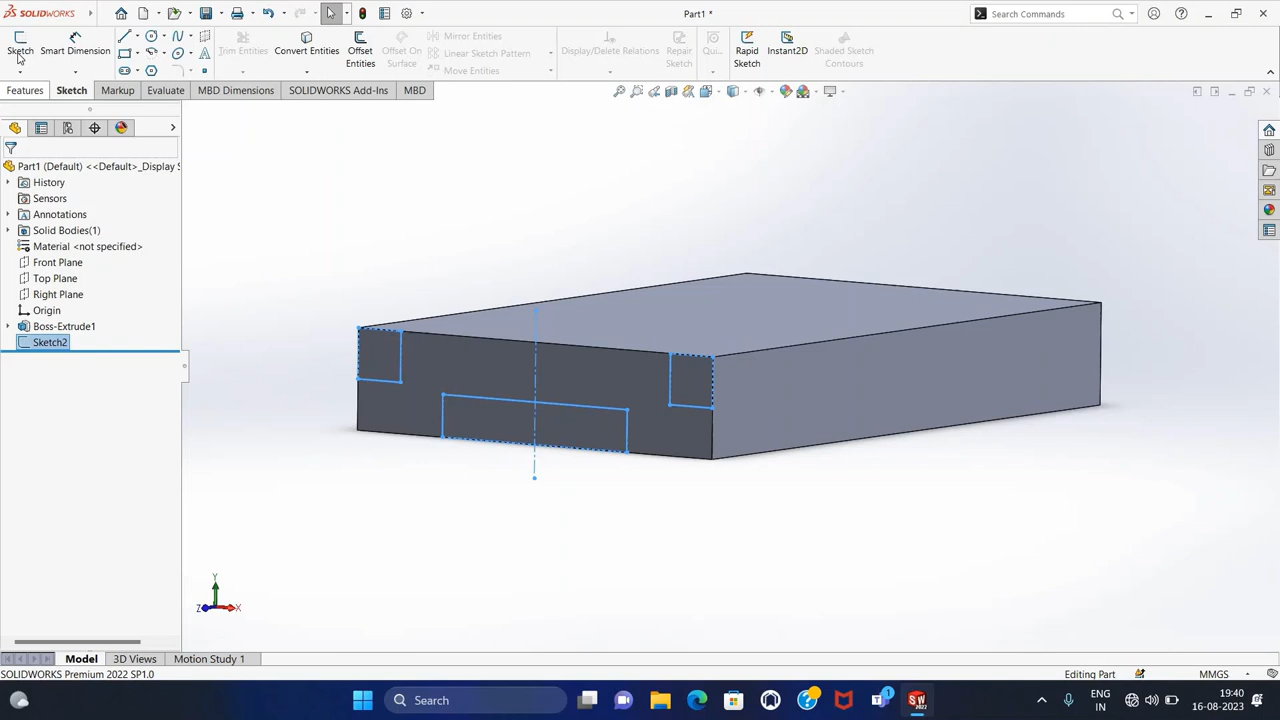 SOLIDWORKS
Part1 *
Search Commands
Sketch
Smart Dimension
Trim Entities
Convert Entities
Offset
Entities
Offset On
Surface
Mirror Entities
Linear Sketch Pattern
Move Entities
Display/Delete Relations
Repair
Sketch
Qui...
Rapid
Sketch
Instant2D
Shaded Sketch
Contours
Features
Sketch
Markup
Evaluate
MBD Dimensions
SOLIDWORKS Add-Ins
MBD
Part1 (Default) <<Default>_Display S
History
Sensors
Annotations
Solid Bodies(1)
Material <not specified>
Front Plane
Top Plane
Right Plane
Origin
Boss-Extrude1
Sketch2
Y
Z
X
Model
3D Views
Motion Study 1
SOLIDWORKS Premium 2022 SP1.0
Editing Part
MMGS
Search
1
SW
2022
ENG
IN
19:40
16-08-2023